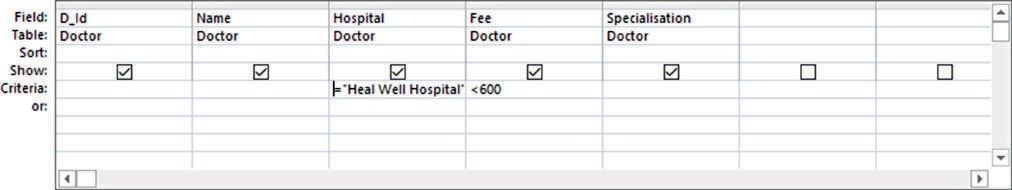 Field: D_Id Name Hospital Fee Specialisation
Table: Doctor Doctor Doctor Doctor Doctor
Sort:
Show:
Criteria: ="Heal Well Hospital" <600
or: